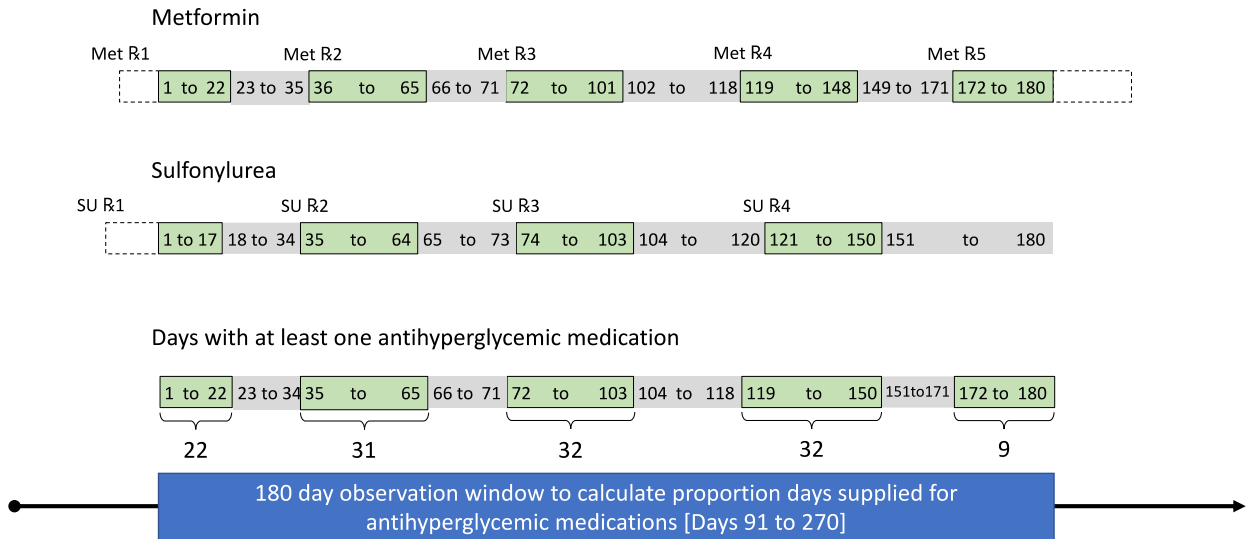 Metformin
Met ℞1 Met ℞2 Met ℞3 Met ℞4 Met ℞5
1 to 22 23 to 35 36 to 65 66 to 71 72 to 101 102 to 118 119 to 148 149 to 171 172 to 180
Sulfonylurea
SU ℞1 SU ℞2 SU ℞3 SU ℞4
1 to 17 18 to 34 35 to 64 65 to 73 74 to 103 104 to 120 121 to 150 151 to 180
Days with at least one antihyperglycemic medication
1 to 22 23 to 34 35 to 65 66 to 71 72 to 103 104 to 118 119 to 150 151to171 172 to 180
22 31 32 32 9
180 day observation window to calculate proportion days supplied for
antihyperglycemic medications [Days 91 to 270]